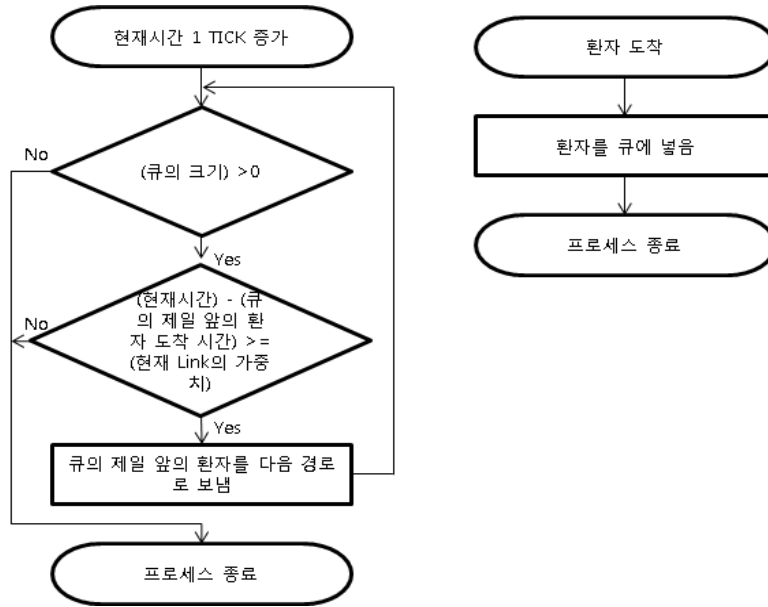 현재시간 1 TICK 증가
No
(큐의 크기) >0
Yes
(현재시간) - (큐
의 제일 앞의 환
자 도착 시간) >=
(현재 Link의 가중
치)
No
Yes
큐의 제일 앞의 환자를 다음 경로
로 보냄
프로세스 종료
환자 도착
환자를 큐에 넣음
프로세스 종료